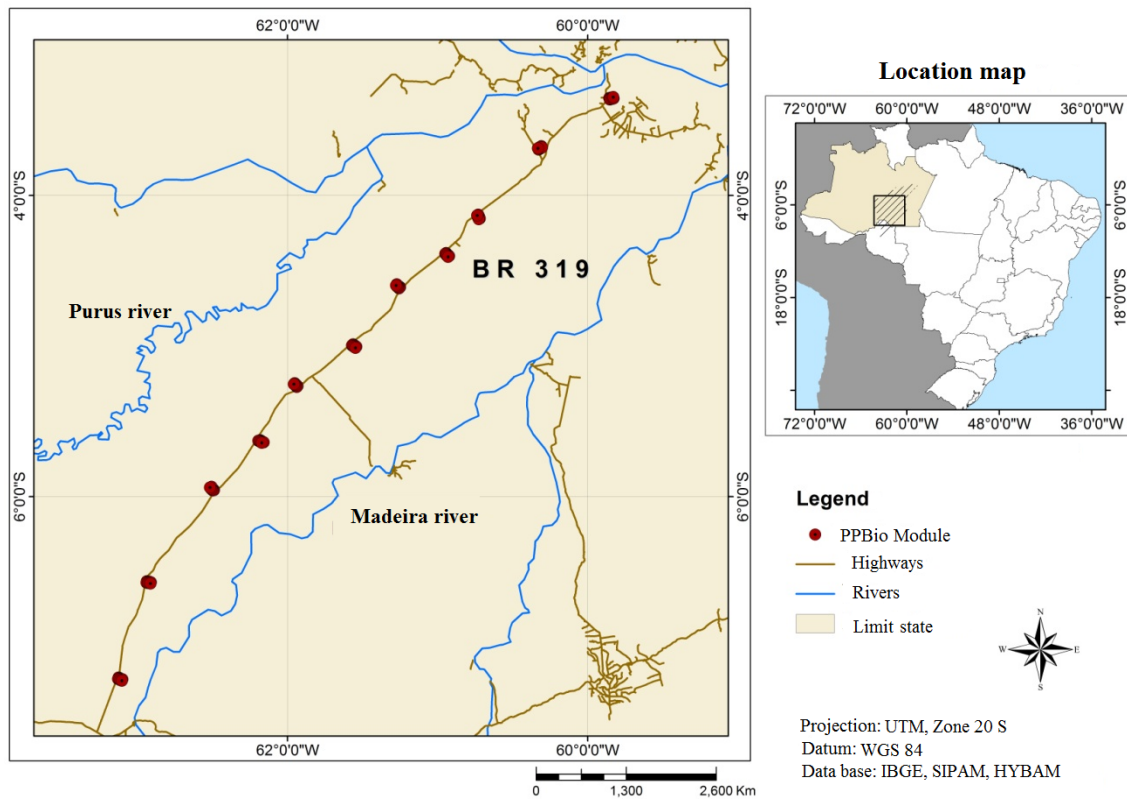 62°0'0"W 60°0'0"W
4°0'0"S 4°0'0"S
BR 319
Purus river
6°0'0"S 6°0'0"S
Madeira river
62°0'0"W 60°0'0"W
0 1,300 2,600 Km
Location map
72°0'0"W 60°0'0"W 48°0'0"W 36°0'0"W
6°0'0"S 6°0'0"S
18°0'0"S 18°0'0"S
72°0'0"W 60°0'0"W 48°0'0"W 36°0'0"W
Legend
PPBio Module
Highways
Rivers
Limit state
N
W E
S
Projection: UTM, Zone 20 S
Datum: WGS 84
Data base: IBGE, SIPAM, HYBAM